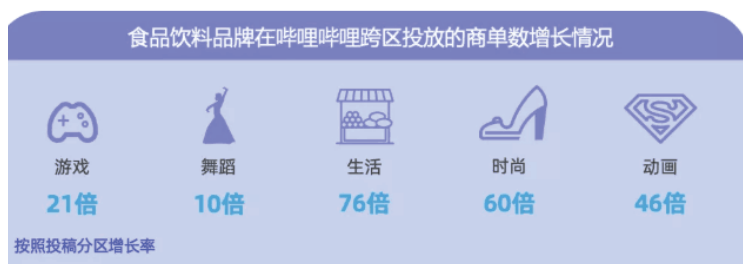 食品饮料品牌在哔哩哔哩跨区投放的商单数增长情况
游戏 舞蹈 生活 时尚 动画
21倍 10倍 76倍 60倍 46倍
按照投稿分区增长率